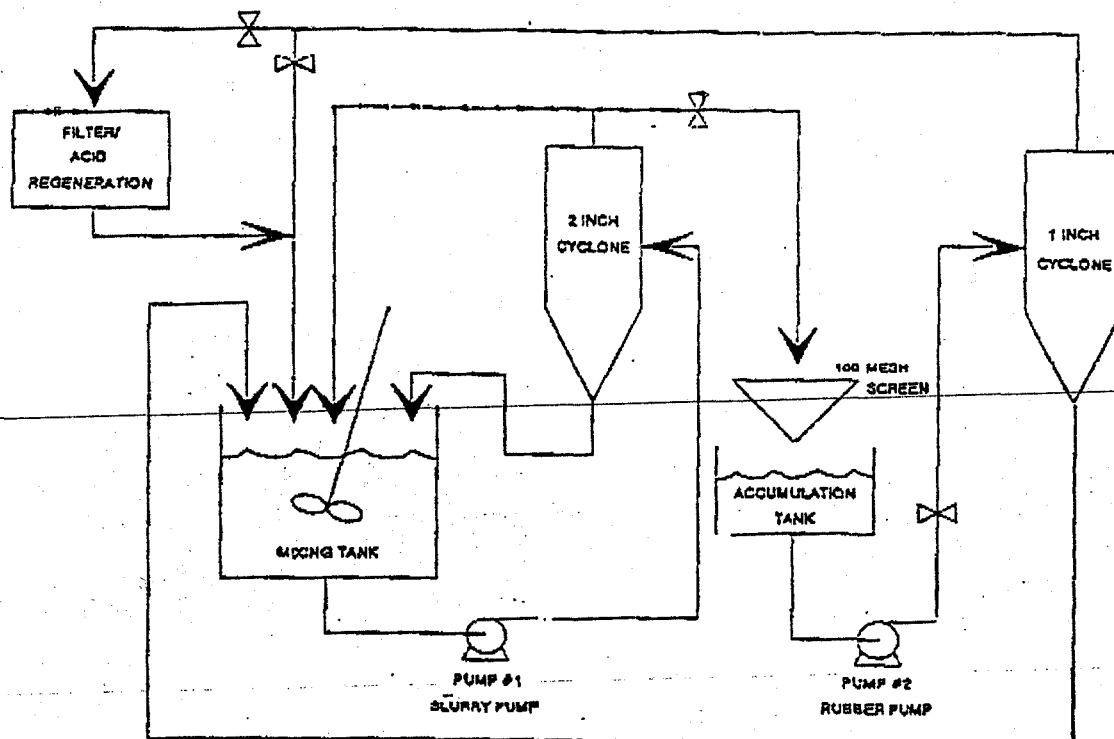 FILTER/
ACID
REGENERATION
2 INCH
CYCLONE
1 INCH
CYCLONE
100 MESH
SCREEN
ACCUMULATION
TANK
MIXING TANK
PUMP #1
SLURRY PUMP
PUMP #2
RUBBER PUMP